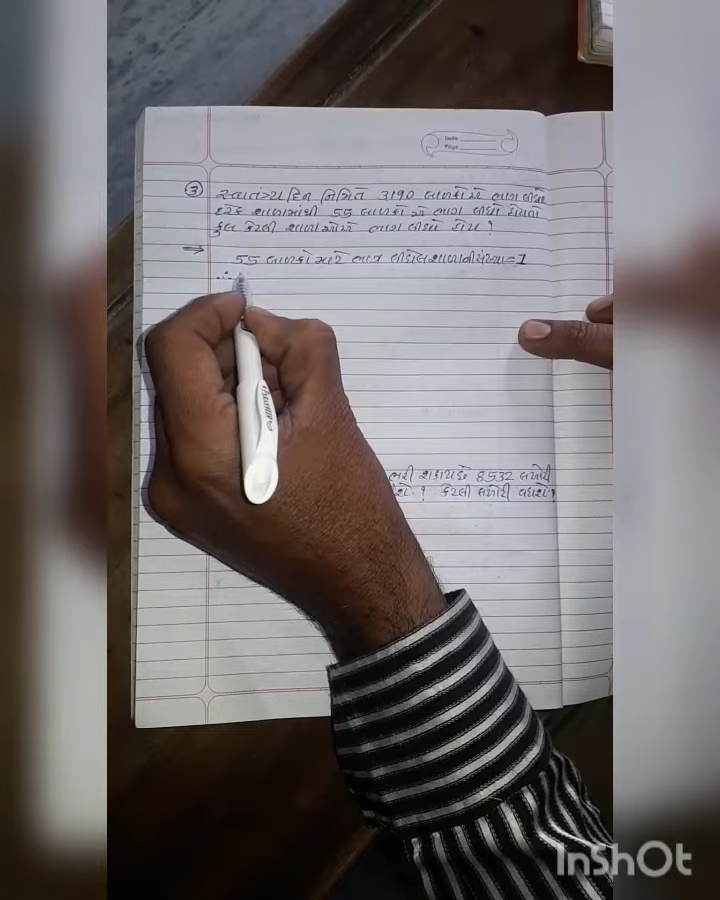 Date
Page
③ સ્વાતંત્ર્ય દિન નિમિત્તે 3190 બાળકોએ ભાગ લીધો
દરેક શાળામાંથી 55 બાળકોએ ભાગ લીધો હોય તો
કુલ કેટલી શાળાઓએ ભાગ લીધો હોય ?
⇒ 55 બાળકો માટે ભાગ લીધેલ શાળાની સંખ્યા = 1
∴
ભરી શકાય છે 8532 લખોટી
? કેટલી લખોટી વધશે ?
InShOt